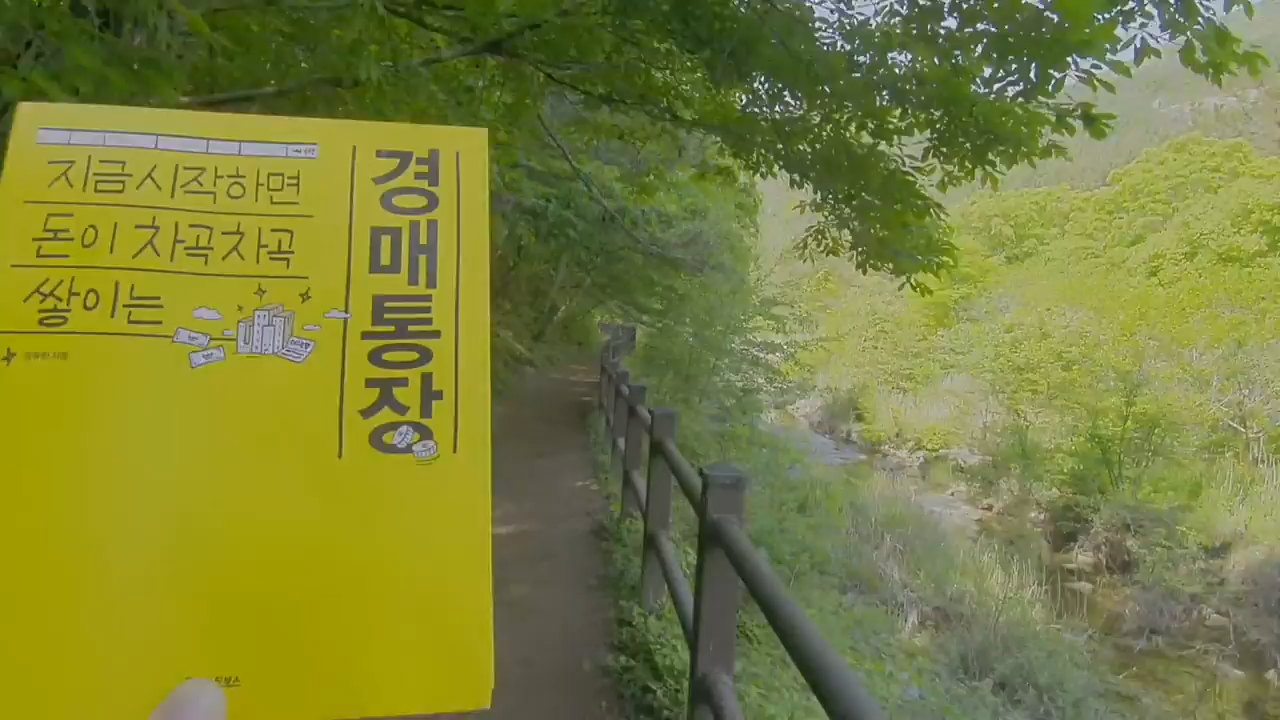 지금 시작하면
돈이 차곡차곡
쌓이는
경매통장